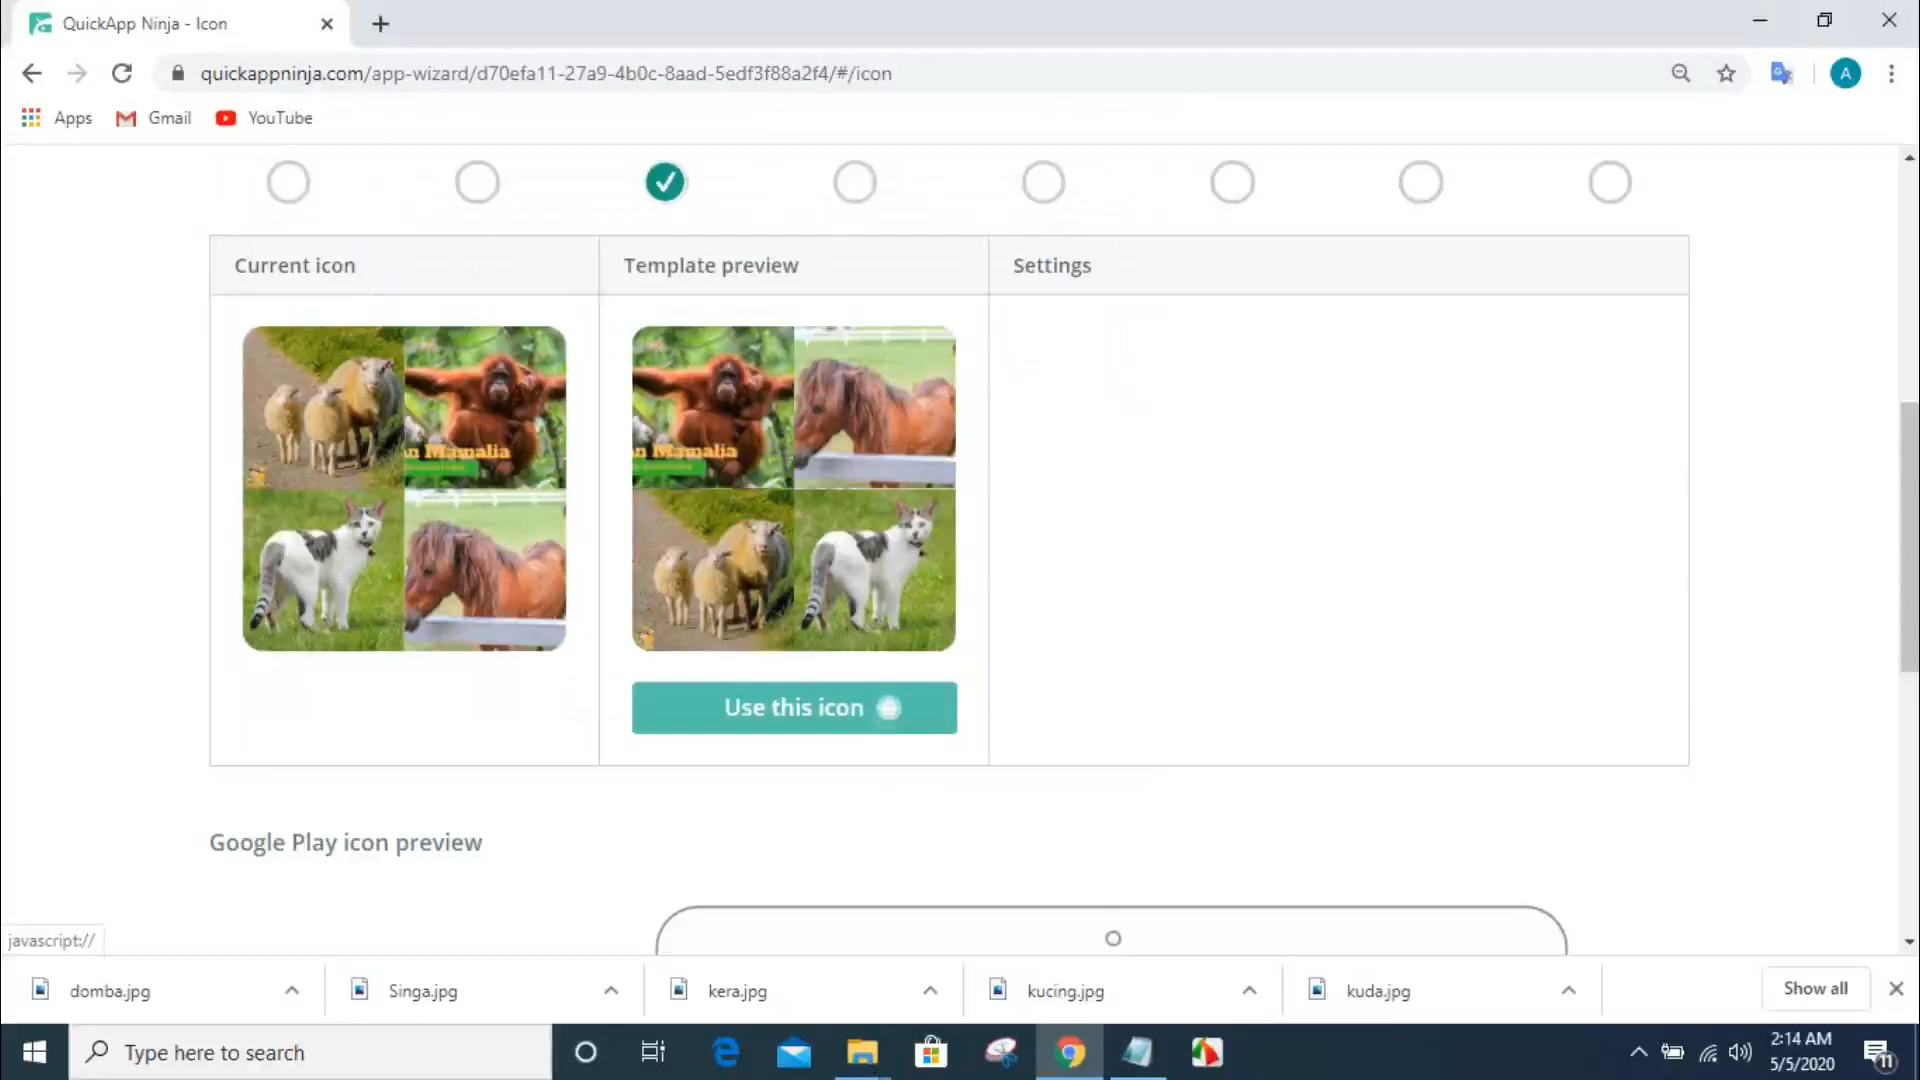 QuickApp Ninja - Icon
quickappninja.com/app-wizard/d70efa11-27a9-4b0c-8aad-5edf3f88a2f4/#/icon
A
Apps
Gmail
YouTube
Current icon
Template preview
Settings
n Mamalia
n Mamalia
Use this icon
Google Play icon preview
javascript://
domba.jpg
Singa.jpg
kera.jpg
kucing.jpg
kuda.jpg
Show all
Type here to search
2:14 AM
5/5/2020
11